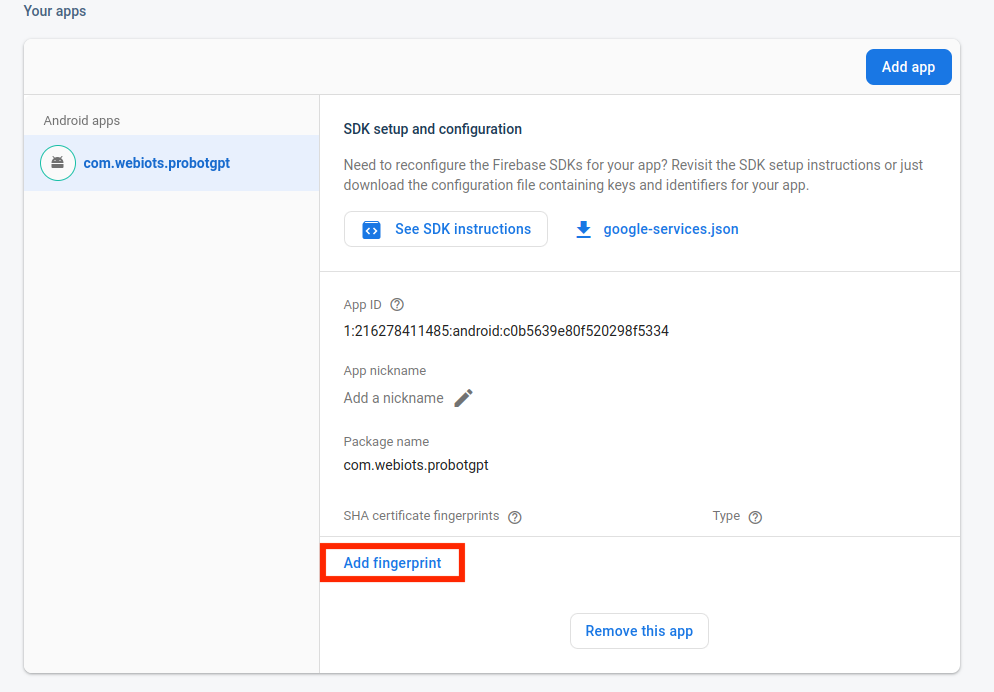 Your apps
Add app
Android apps
com.webiots.probotgpt
SDK setup and configuration
Need to reconfigure the Firebase SDKs for your app? Revisit the SDK setup instructions or just
download the configuration file containing keys and identifiers for your app.
See SDK instructions
google-services.json
App ID
1:216278411485:android:c0b5639e80f520298f5334
App nickname
Add a nickname
Package name
com.webiots.probotgpt
SHA certificate fingerprints
Type
Add fingerprint
Remove this app